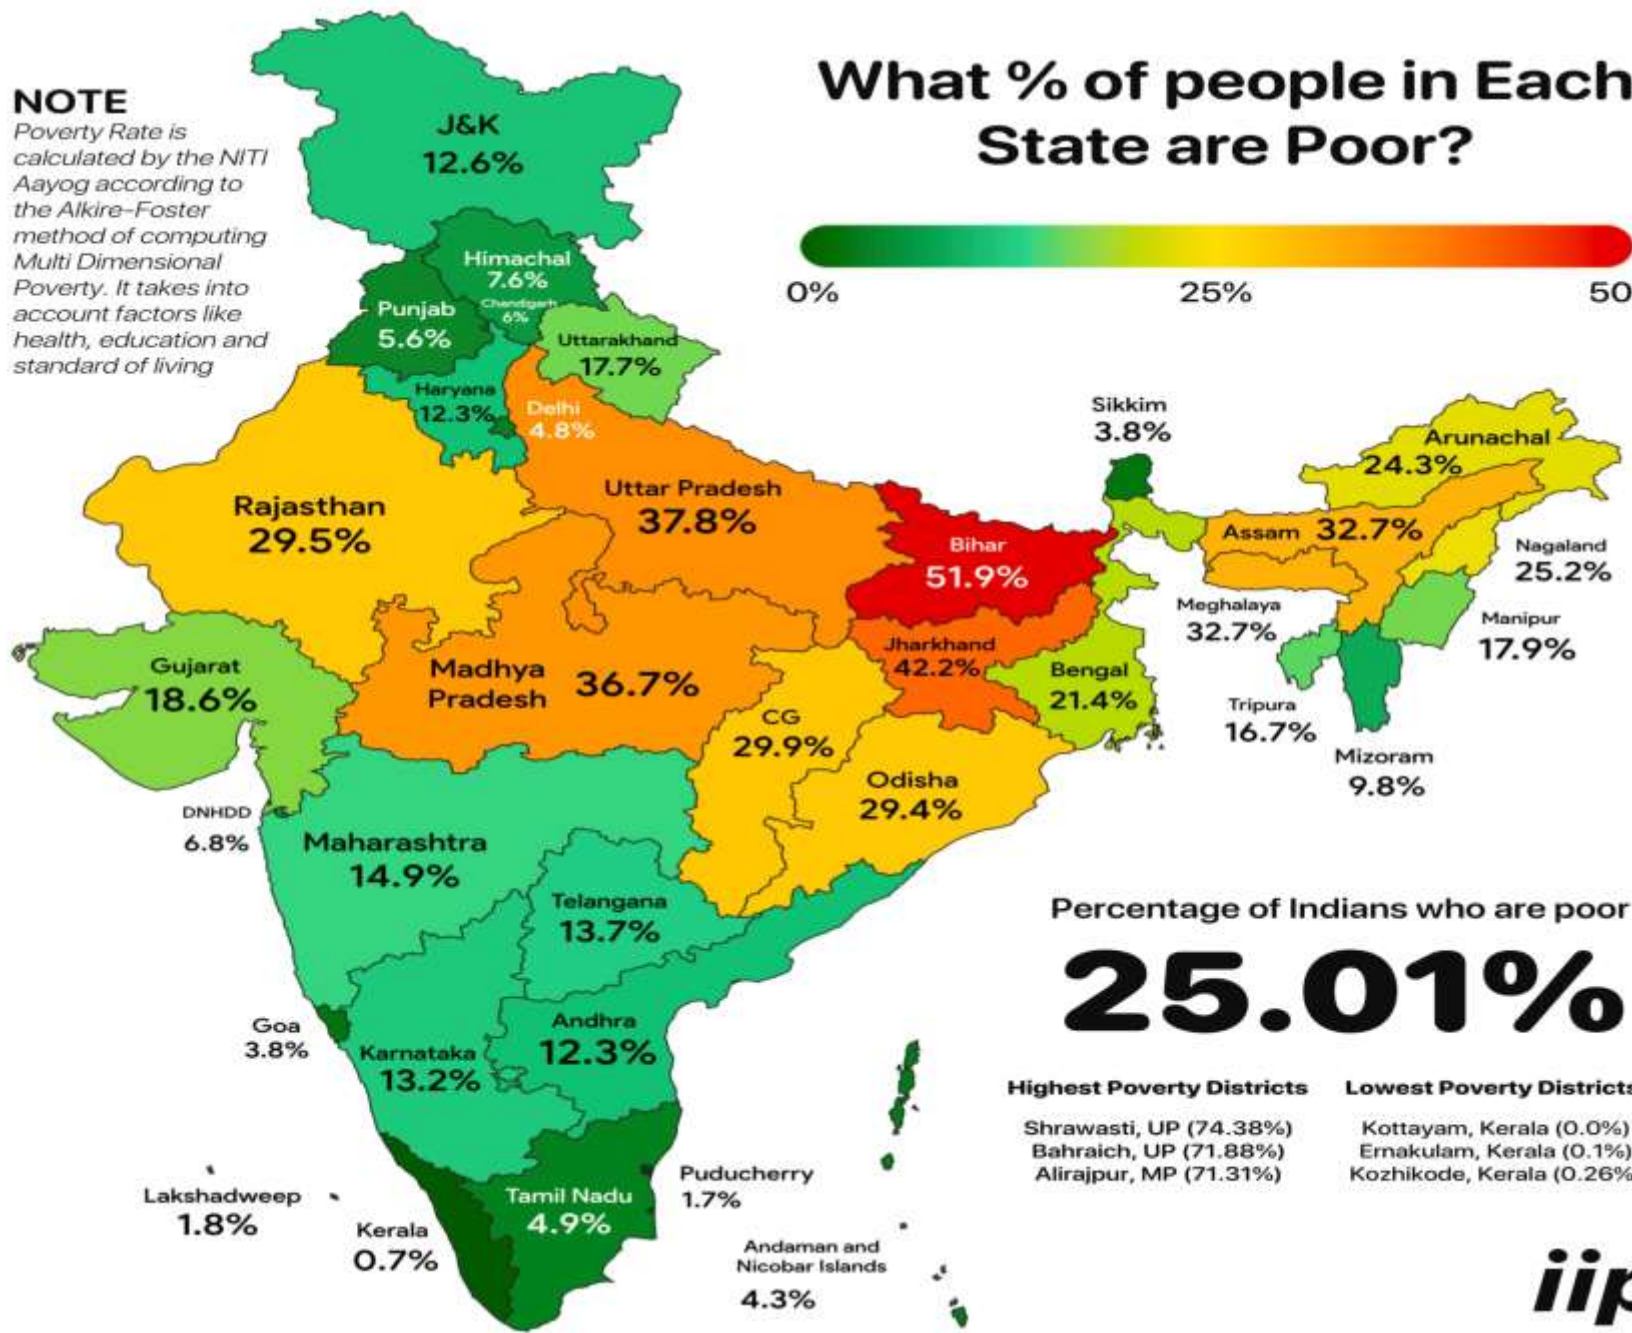 What % of people in Each
State are Poor?
NOTE
Poverty Rate is
calculated by the NITI
Aayog according to
the Alkire-Foster
method of computing
Multi Dimensional
Poverty. It takes into
account factors like
health, education and
standard of living
0%
25%
50
J&K
12.6%
Himachal
7.6%
Chandigarh
6%
Punjab
5.6%
Uttarakhand
17.7%
Haryana
12.3%
Delhi
4.8%
Rajasthan
29.5%
Uttar Pradesh
37.8%
Bihar
51.9%
Sikkim
3.8%
Arunachal
24.3%
Assam 32.7%
Nagaland
25.2%
Meghalaya
32.7%
Manipur
17.9%
Tripura
16.7%
Mizoram
9.8%
Gujarat
18.6%
Madhya
Pradesh
36.7%
Jharkhand
42.2%
Bengal
21.4%
CG
29.9%
Odisha
29.4%
DNHDD
6.8%
Maharashtra
14.9%
Telangana
13.7%
Goa
3.8%
Karnataka
13.2%
Andhra
12.3%
Lakshadweep
1.8%
Kerala
0.7%
Tamil Nadu
4.9%
Puducherry
1.7%
Andaman and
Nicobar Islands
4.3%
Percentage of Indians who are poor
25.01%
Highest Poverty Districts
Shrawasti, UP (74.38%)
Bahraich, UP (71.88%)
Alirajpur, MP (71.31%)
Lowest Poverty Districts
Kottayam, Kerala (0.0%)
Ernakulam, Kerala (0.1%)
Kozhikode, Kerala (0.26%
iip